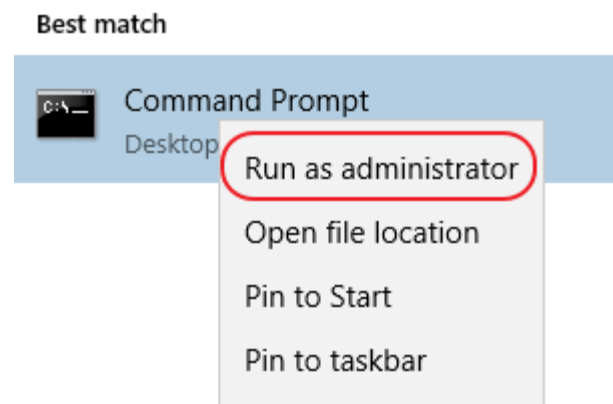 Best match
Command Prompt
Desktop
Run as administrator
Open file location
Pin to Start
Pin to taskbar